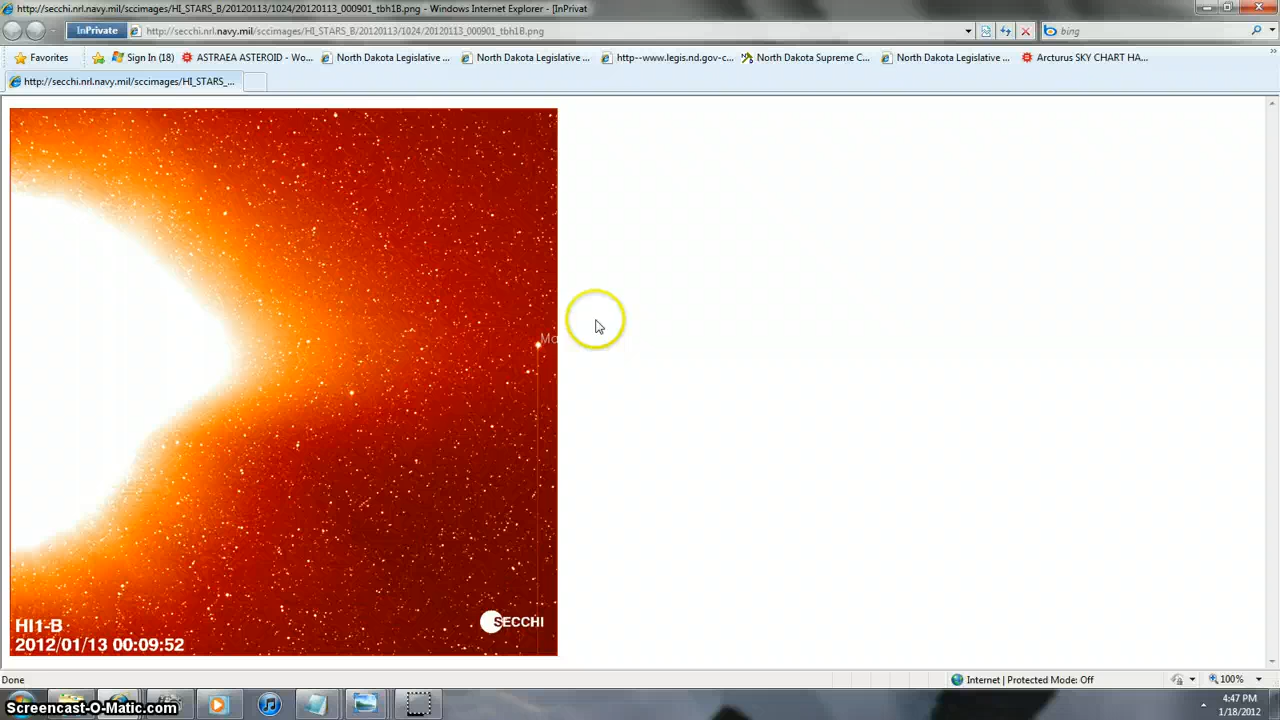 http://secchi.nrl.navy.mil/sccimages/HI_STARS_B/20120113/1024/20120113_000901_tbh1B.png - Windows Internet Explorer - [InPrivat
InPrivate http://secchi.nrl.navy.mil/sccimages/HI_STARS_B/20120113/1024/20120113_000901_tbh1B.png bing
Favorites Sign In (18) ASTRAEA ASTEROID - Wo... North Dakota Legislative ... North Dakota Legislative... http--www.legis.nd.gov-c... North Dakota Supreme C... North Dakota Legislative ... Arcturus SKY CHART HA...
http://secchi.nrl.navy.mil/sccimages/HI_STARS_...
HI1-B
2012/01/13 00:09:52
SECCHI
Done Internet | Protected Mode: Off 100%
Screencast-O-Matic.com
4:47 PM
1/18/2012